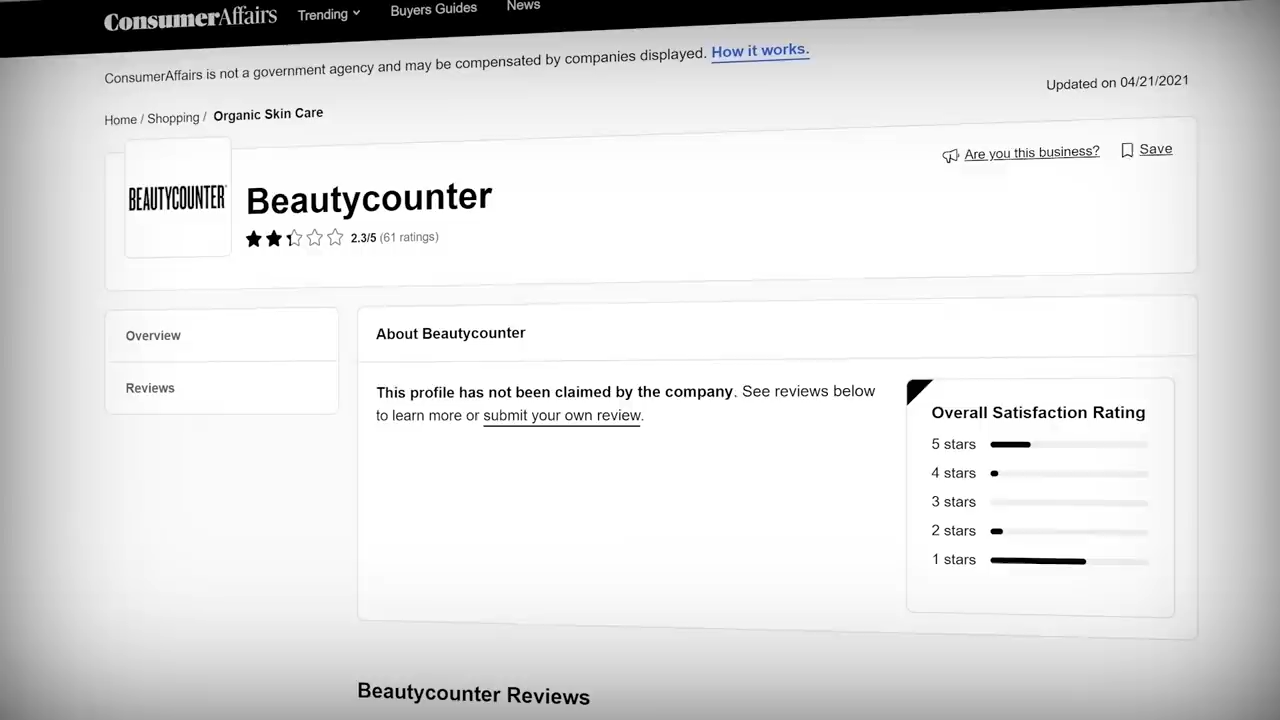 ConsumerAffairs Trending Buyers Guides News
ConsumerAffairs is not a government agency and may be compensated by companies displayed. How it works.
Updated on 04/21/2021
Home / Shopping / Organic Skin Care
Are you this business? Save
BEAUTYCOUNTER
Beautycounter
2.3/5 (61 ratings)
Overview
Reviews
About Beautycounter
This profile has not been claimed by the company. See reviews below
to learn more or submit your own review.
Overall Satisfaction Rating
5 stars
4 stars
3 stars
2 stars
1 stars
Beautycounter Reviews